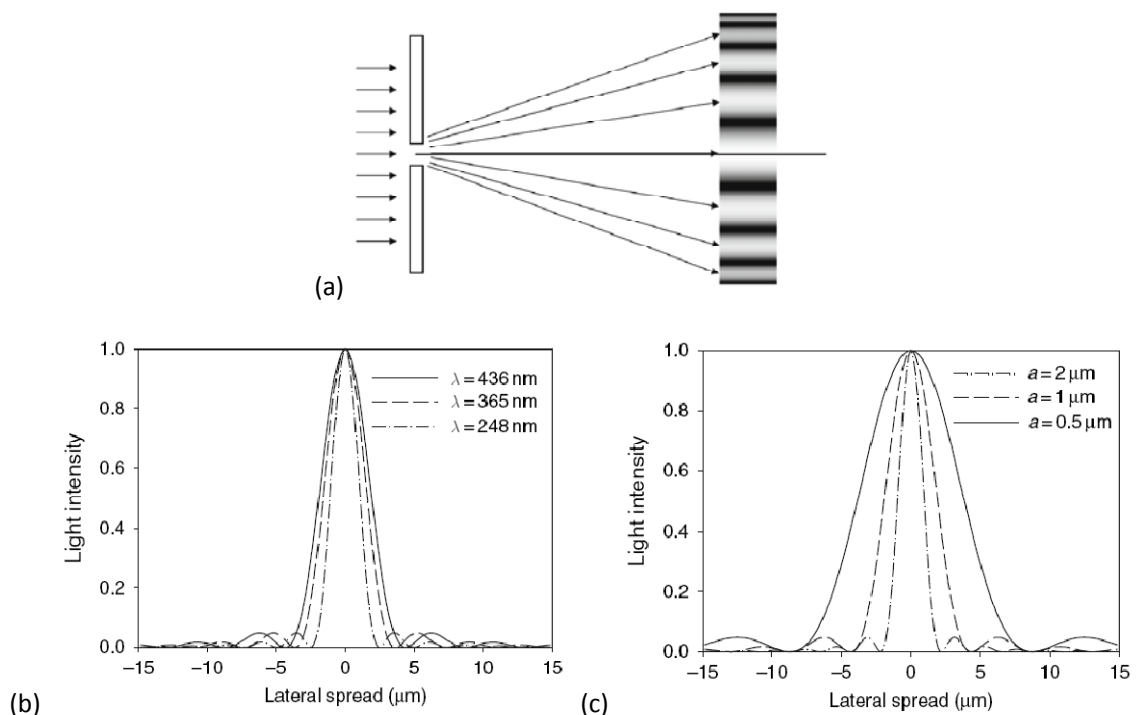 (a)
1.0
0.8
0.6
0.4
0.2
0.0
Light intensity
λ = 436 nm
λ = 365 nm
λ = 248 nm
−15 −10 −5 0 5 10 15
Lateral spread (μm)
(b)
1.0
0.8
0.6
0.4
0.2
0.0
Light intensity
a = 2 μm
a = 1 μm
a = 0.5 μm
−15 −10 −5 0 5 10 15
Lateral spread (μm)
(c)